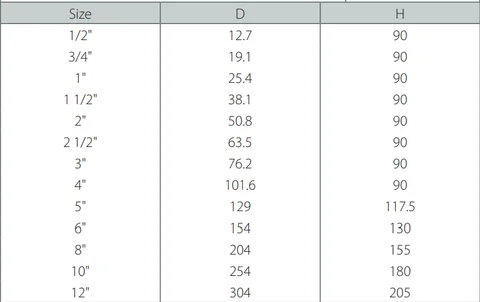 Size D H
1/2" 12.7 90
3/4" 19.1 90
1" 25.4 90
1 1/2" 38.1 90
2" 50.8 90
2 1/2" 63.5 90
3" 76.2 90
4" 101.6 90
5" 129 117.5
6" 154 130
8" 204 155
10" 254 180
12" 304 205